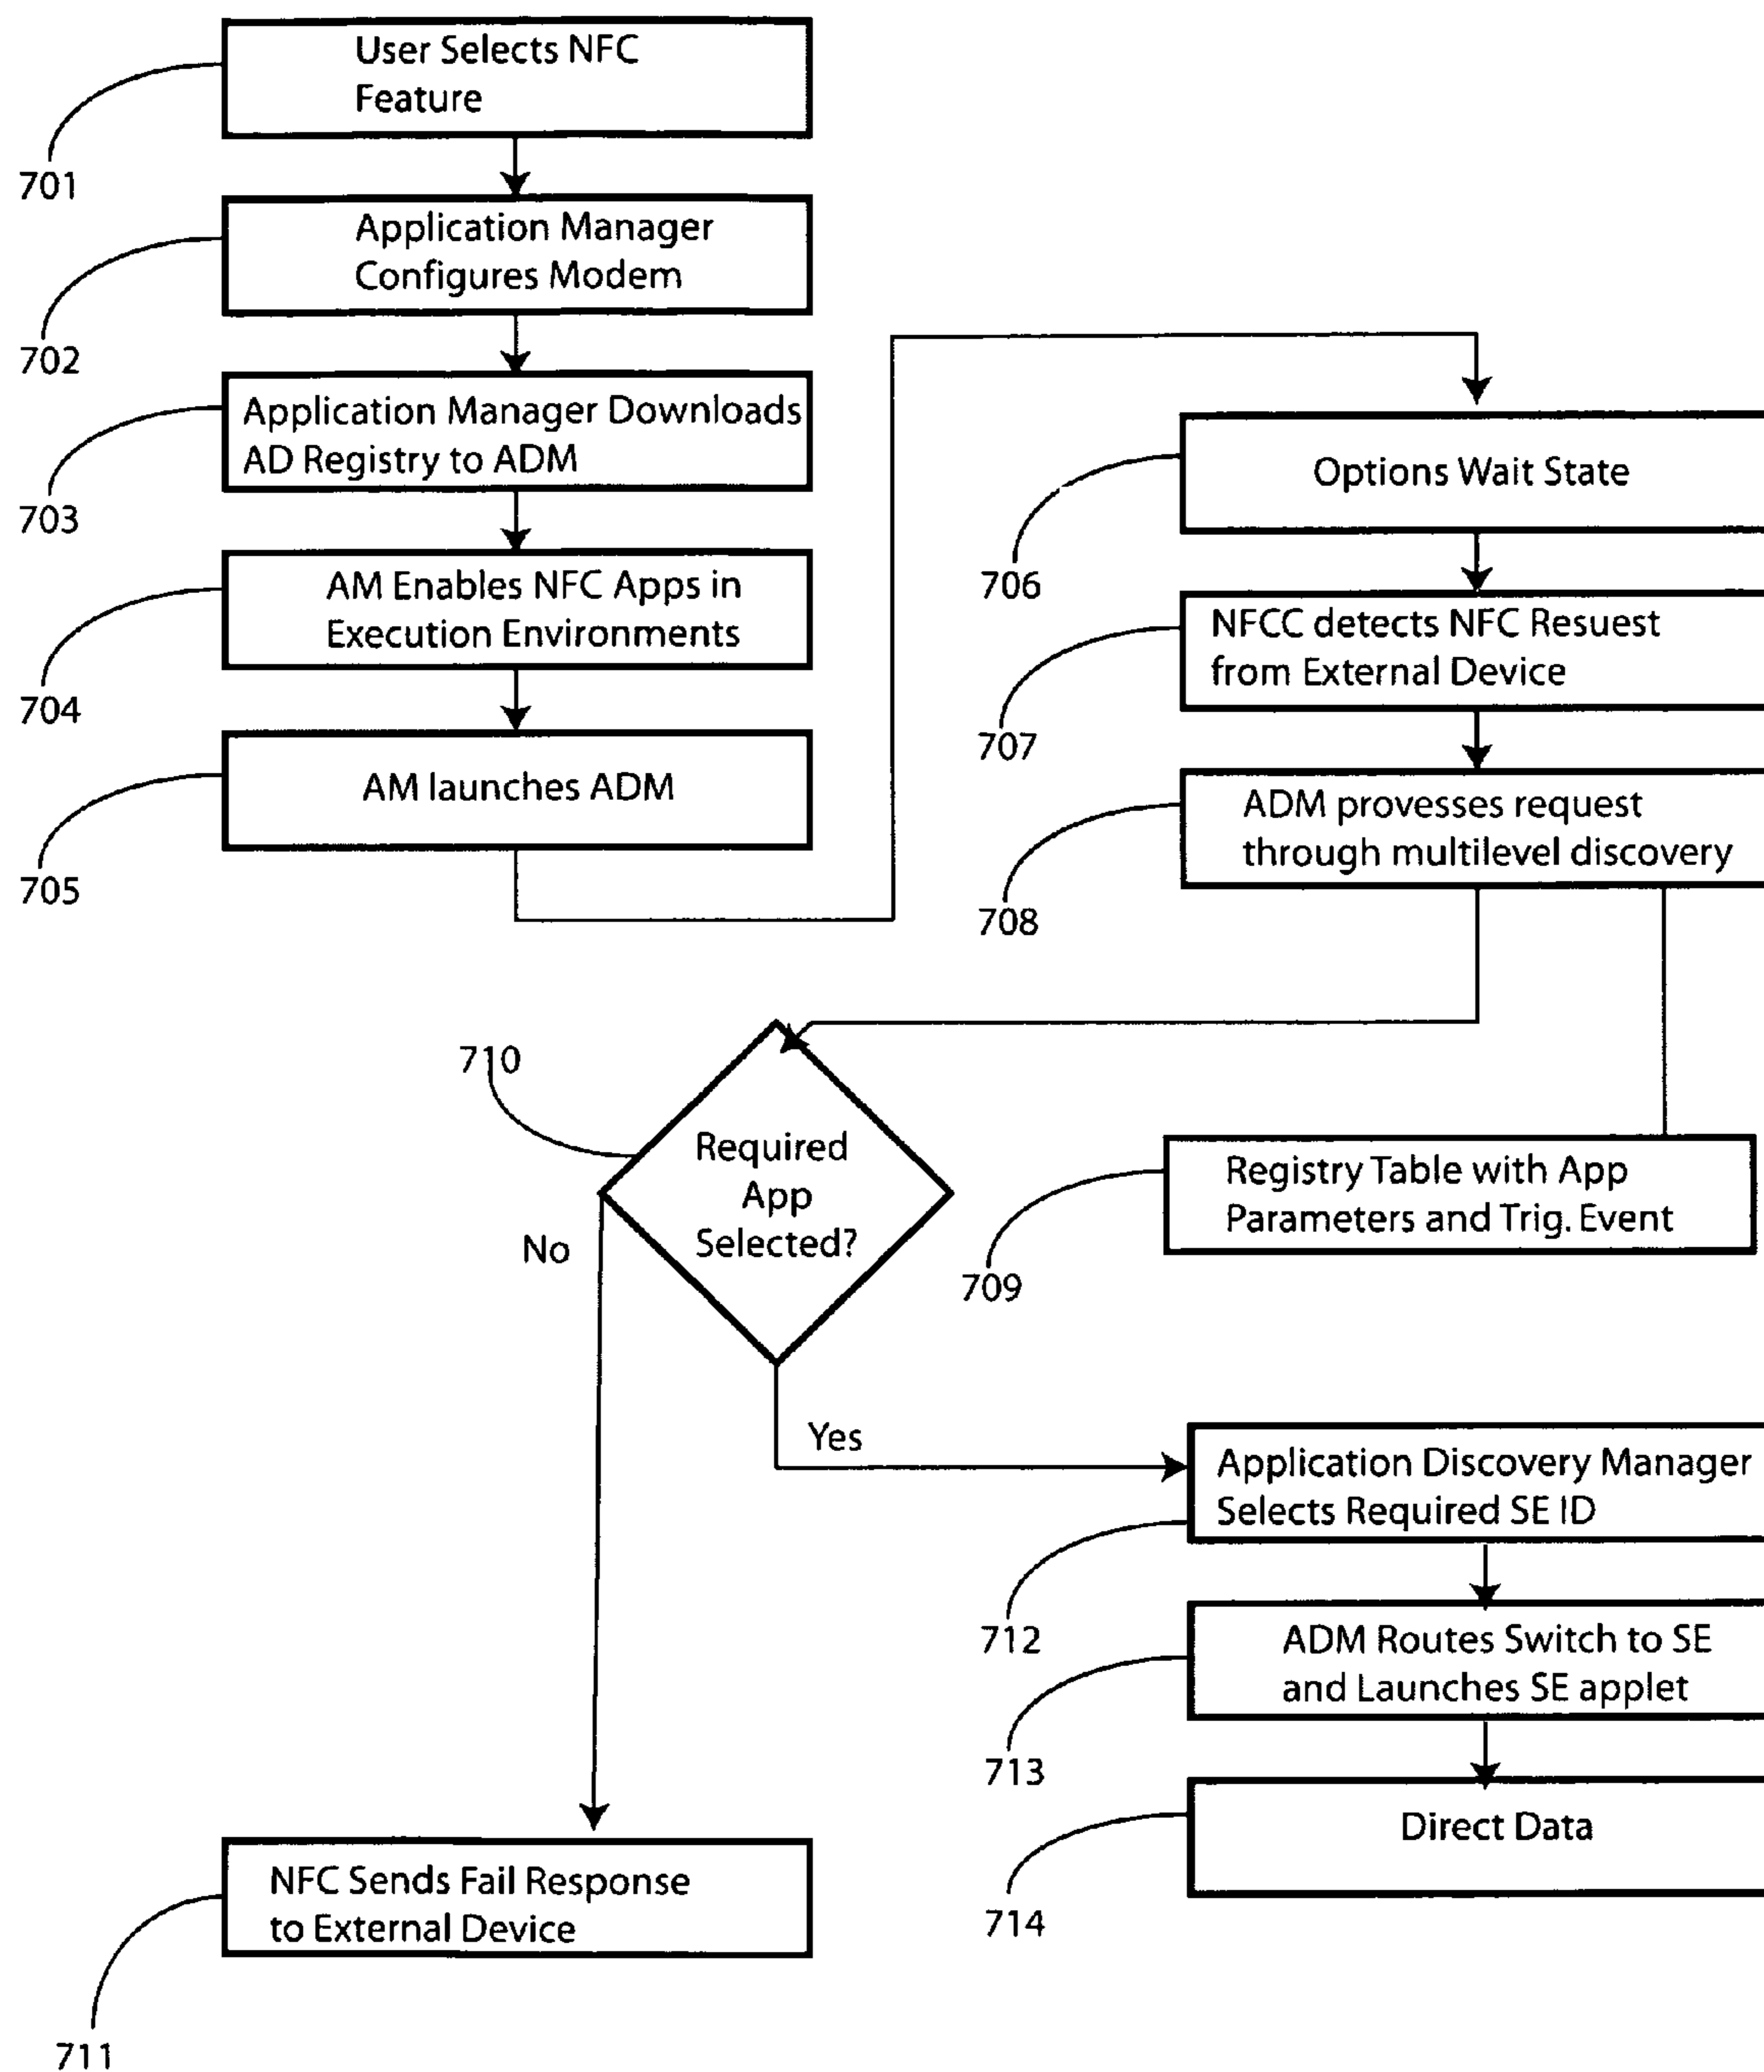 User Selects NFC
Feature
701
Application Manager
Configures Modem
702
Application Manager Downloads
AD Registry to ADM
703
AM Enables NFC Apps in
Execution Environments
704
AM launches ADM
705
Options Wait State
706
NFCC detects NFC Resuest
from External Device
707
ADM provesses request
through multilevel discovery
708
Registry Table with App
Parameters and Trig. Event
709
710
Required
App
Selected?
No
Yes
NFC Sends Fail Response
to External Device
711
Application Discovery Manager
Selects Required SE ID
712
ADM Routes Switch to SE
and Launches SE applet
713
Direct Data
714